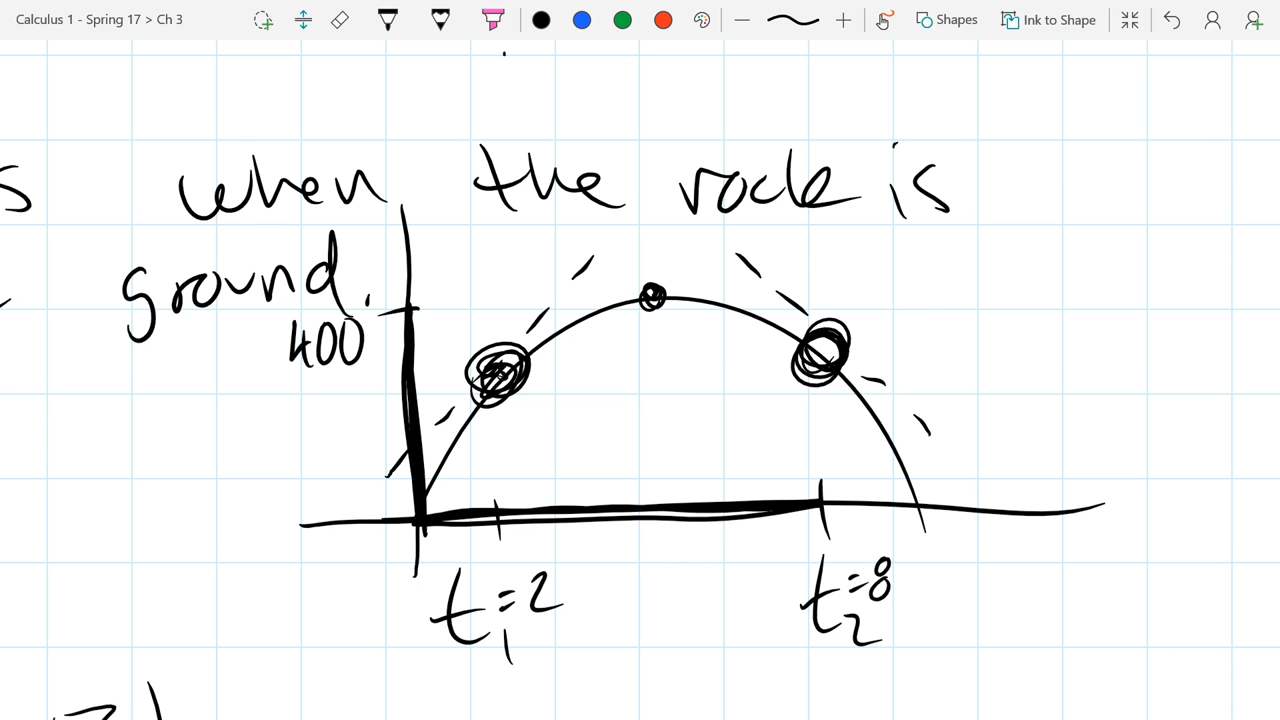 Calculus 1 - Spring 17 > Ch 3
Shapes
Ink to Shape
s when the rock is
ground.
400
t₁=2
t₂=8